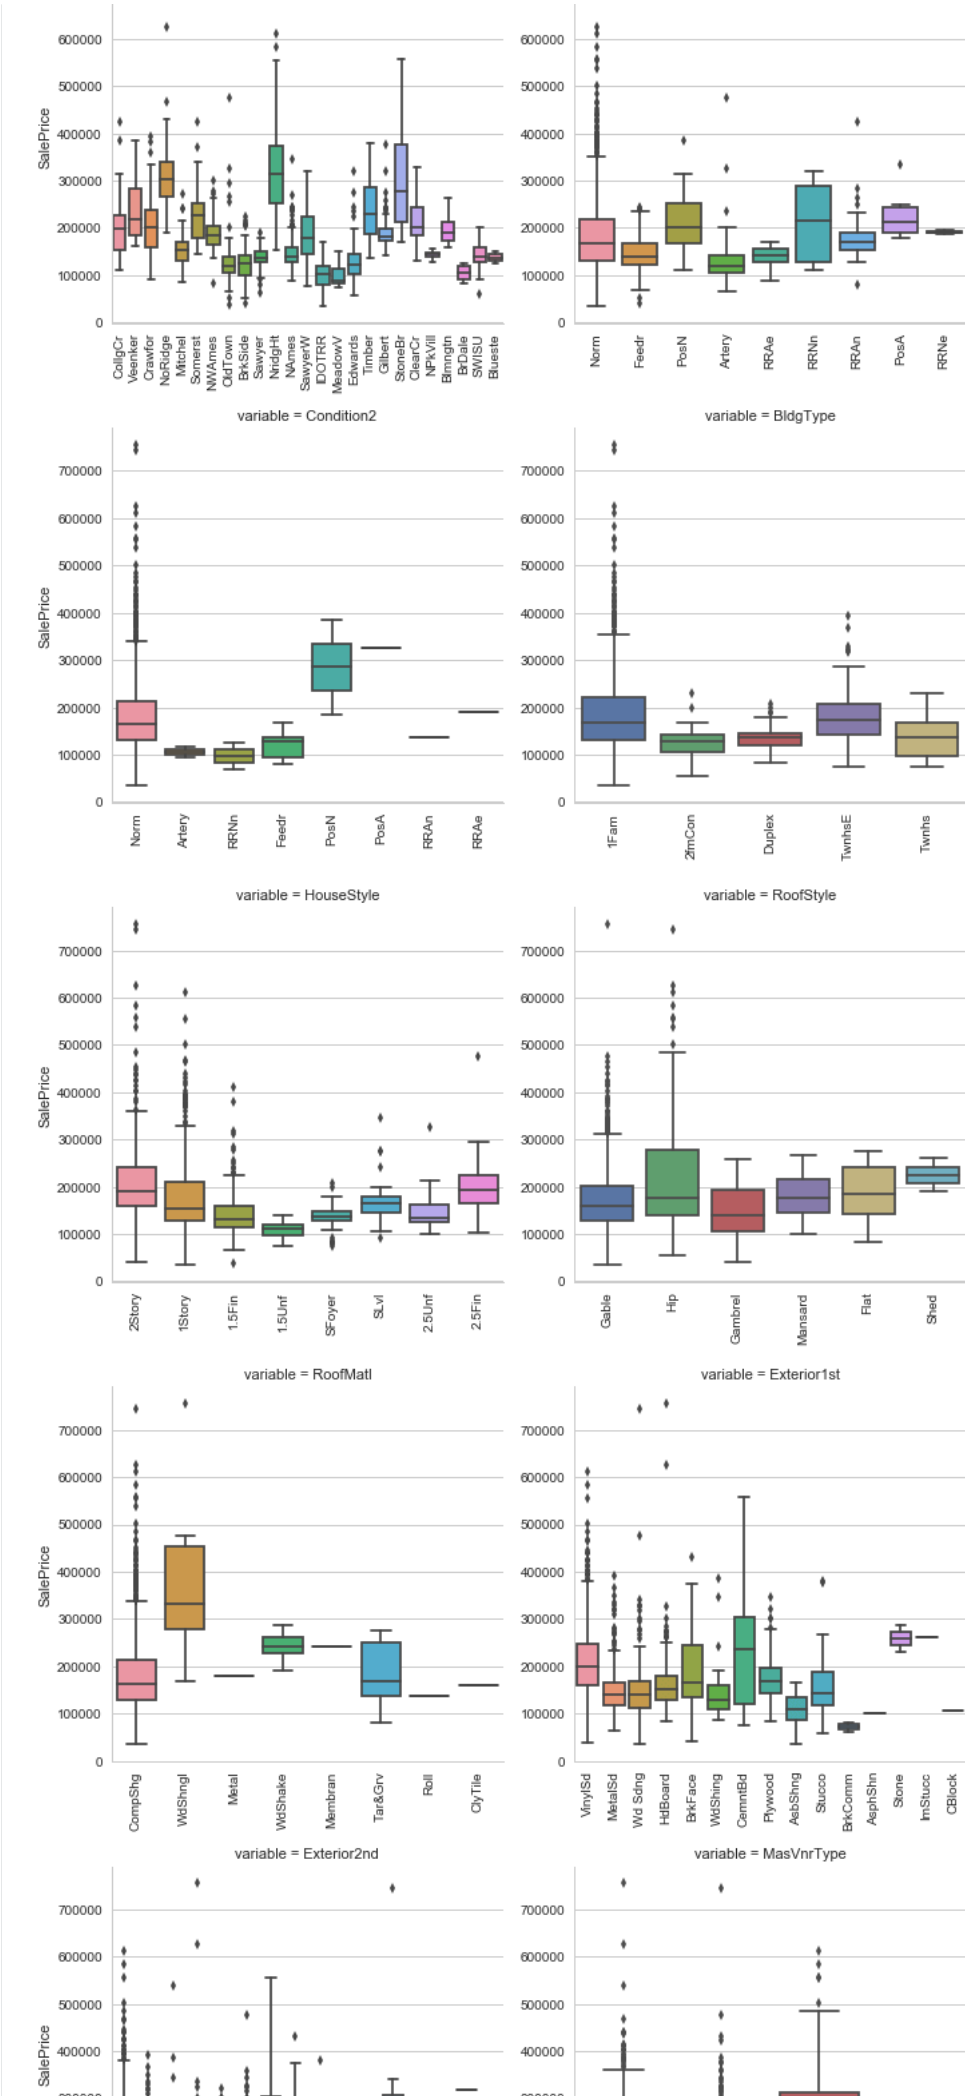 600000
500000
400000
300000
200000
100000
0
SalePrice
CollgCr
Veenker
Crawfor
NoRidge
Mitchel
Somerst
NWAmes
OldTown
BrkSide
Sawyer
NridgHt
NAmes
SawyerW
IDOTRR
MeadowV
Edwards
Timber
Gilbert
StoneBr
ClearCr
NPkVill
Blmngtn
BrDale
SWISU
Blueste
600000
500000
400000
300000
200000
100000
0
Norm
Feedr
PosN
Artery
RRAe
RRNn
RRAn
PosA
RRNe
variable = Condition2
700000
600000
500000
400000
300000
200000
100000
0
SalePrice
Norm
Artery
RRNn
Feedr
PosN
PosA
RRAn
RRAe
variable = BldgType
700000
600000
500000
400000
300000
200000
100000
0
1Fam
2fmCon
Duplex
TwnhsE
Twnhs
variable = HouseStyle
700000
600000
500000
400000
300000
200000
100000
0
SalePrice
2Story
1Story
1.5Fin
1.5Unf
SFoyer
SLvl
2.5Unf
2.5Fin
variable = RoofStyle
700000
600000
500000
400000
300000
200000
100000
0
Gable
Hip
Gambrel
Mansard
Flat
Shed
variable = RoofMatl
700000
600000
500000
400000
300000
200000
100000
0
SalePrice
CompShg
WdShngl
Metal
WdShake
Membran
Tar&Grv
Roll
ClyTile
variable = Exterior1st
700000
600000
500000
400000
300000
200000
100000
0
VinylSd
MetalSd
Wd Sdng
HdBoard
BrkFace
WdShing
CemntBd
Plywood
AsbShng
Stucco
BrkComm
AsphShn
Stone
ImStucc
CBlock
variable = Exterior2nd
700000
600000
500000
400000
SalePrice
variable = MasVnrType
700000
600000
500000
400000